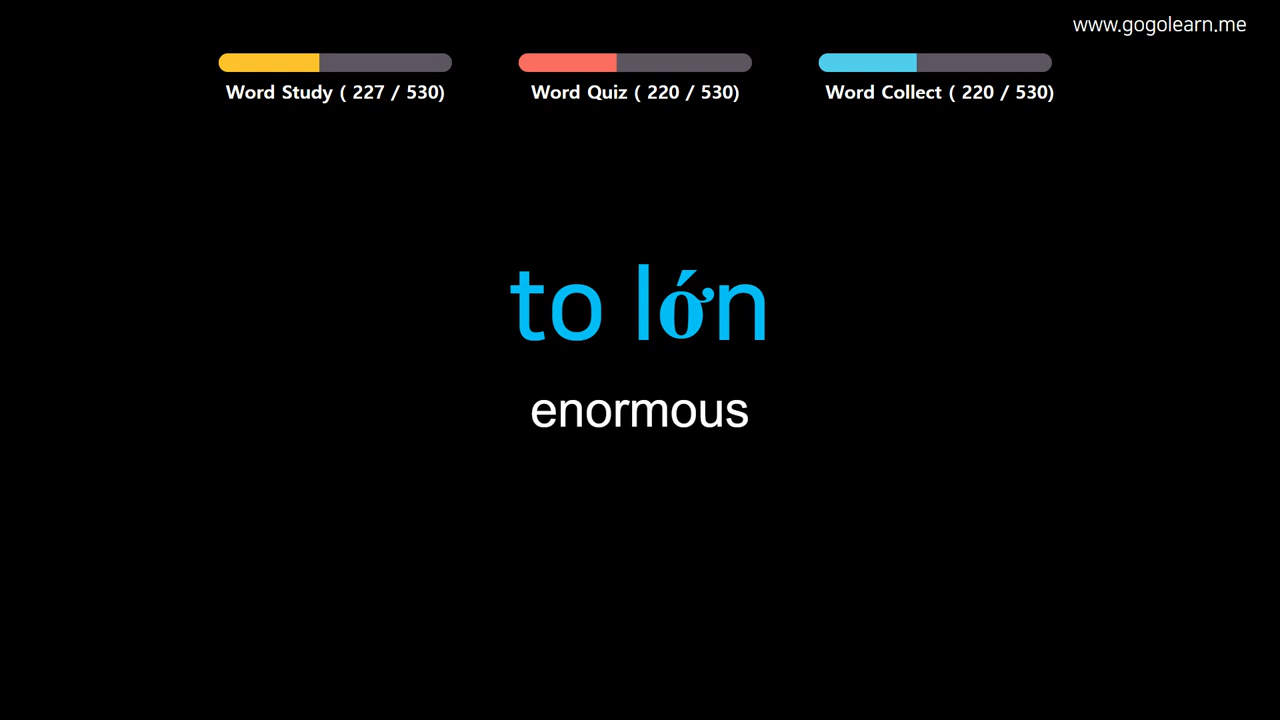 www.gogolearn.me
Word Study ( 227 / 530)
Word Quiz ( 220 / 530)
Word Collect ( 220 / 530)
to lớn
enormous